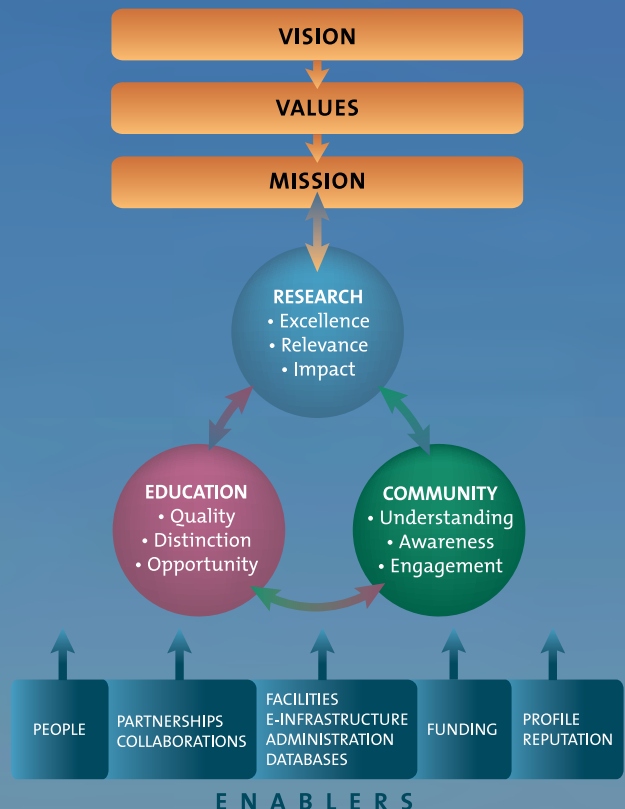 VISION
VALUES
MISSION
RESEARCH
• Excellence
• Relevance
• Impact
EDUCATION
• Quality
• Distinction
• Opportunity
COMMUNITY
• Understanding
• Awareness
• Engagement
PEOPLE
PARTNERSHIPS
COLLABORATIONS
FACILITIES
E-INFRASTRUCTURE
ADMINISTRATION
DATABASES
FUNDING
PROFILE
REPUTATION
ENABLERS